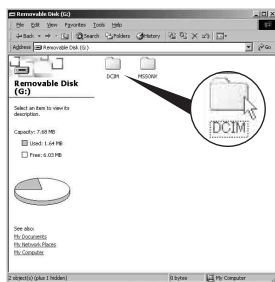 Removable Disk (G:)
File Edit View Favorites Tools Help
Back Search Folders History
Address Removable Disk (G:) Go
Removable Disk
(G:)
Select an item to view its
description.
Capacity: 7.68 MB
Used: 1.64 MB
Free: 6.03 MB
See also:
My Documents
My Network Places
My Computer
DCIM MSSONY
DCIM
2 object(s) (plus 1 hidden) 0 bytes My Computer